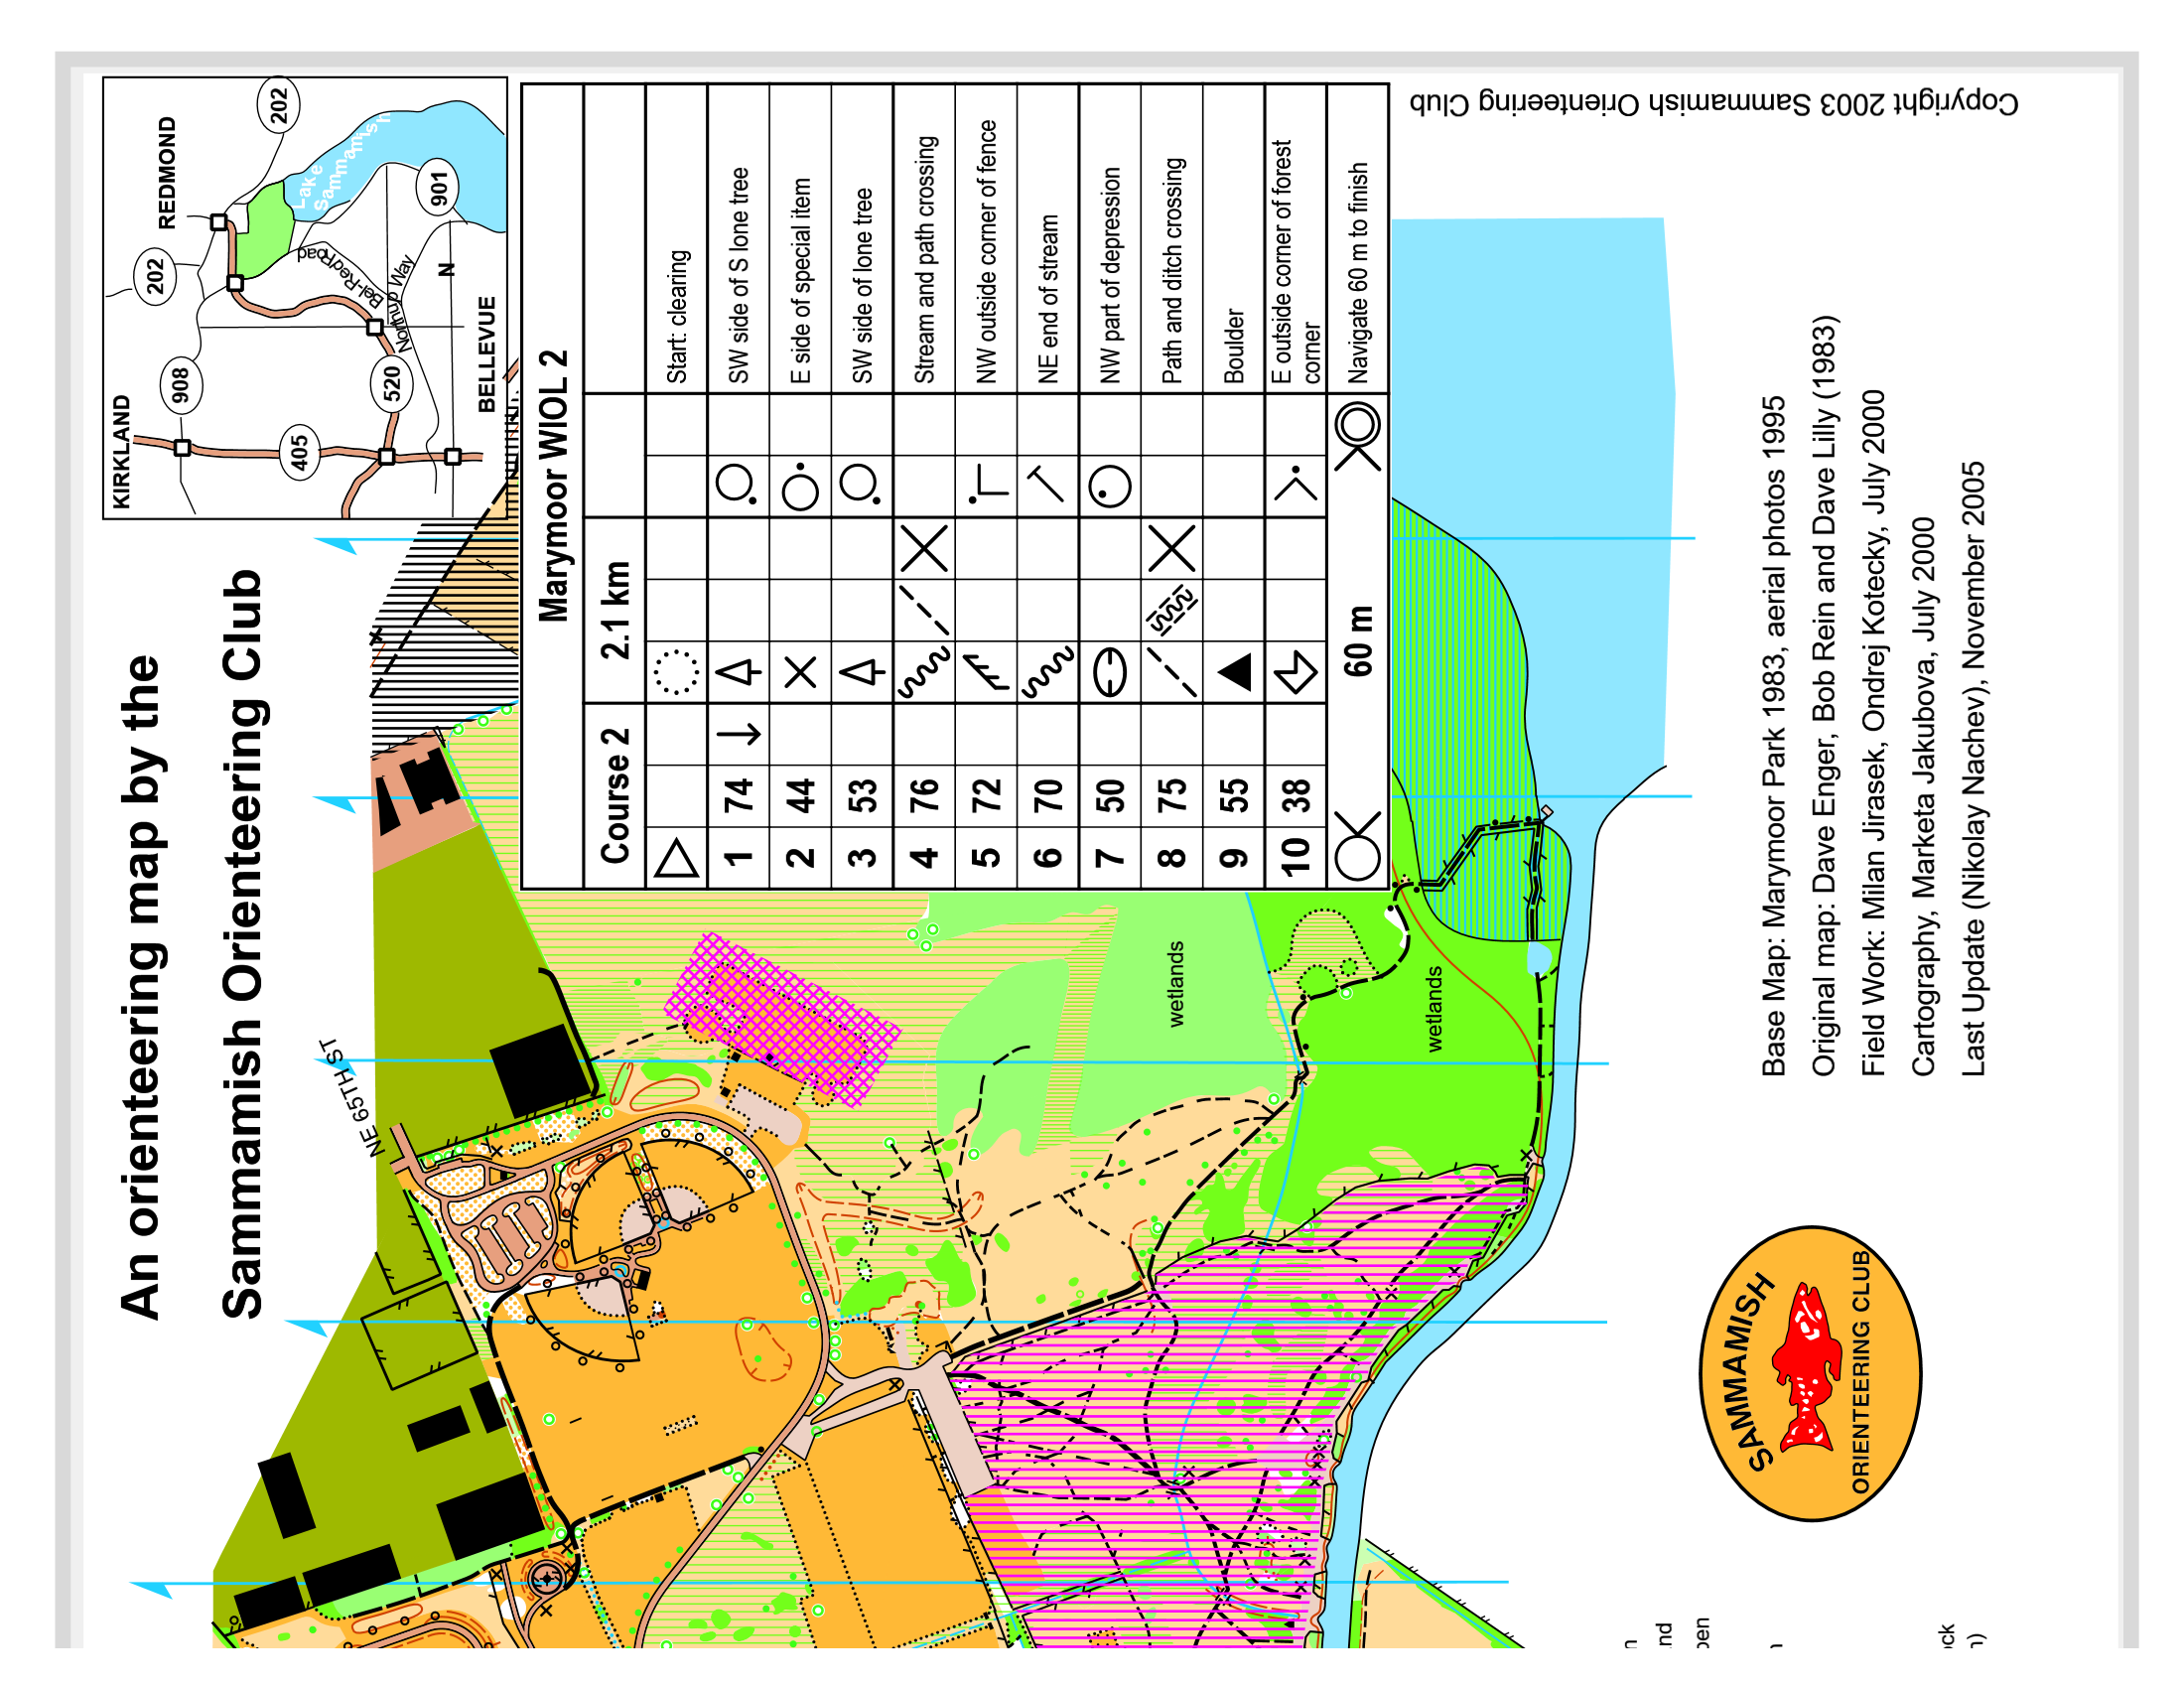 An orienteering map by the
Sammamish Orienteering Club
KIRKLAND
REDMOND
BELLEVUE
202
202
908
405
520
901
Lake
Sammamish
Bel-Red Road
Northup Way
N
NE 65TH ST
Marymoor WIOL 2
Course 2 2.1 km
Start: clearing
1 74 SW side of S lone tree
2 44 E side of special item
3 53 SW side of lone tree
4 76 Stream and path crossing
5 72 NW outside corner of fence
6 70 NE end of stream
7 50 NW part of depression
8 75 Path and ditch crossing
9 55 Boulder
10 38 E outside corner of forest
corner
60 m Navigate 60 m to finish
wetlands
wetlands
Copyright 2003 Sammamish Orienteering Club
Base Map: Marymoor Park 1983, aerial photos 1995
Original map: Dave Enger, Bob Rein and Dave Lilly (1983)
Field Work: Milan Jirasek, Ondrej Kotecky, July 2000
Cartography, Marketa Jakubova, July 2000
Last Update (Nikolay Nachev), November 2005
SAMMAMISH
ORIENTEERING CLUB